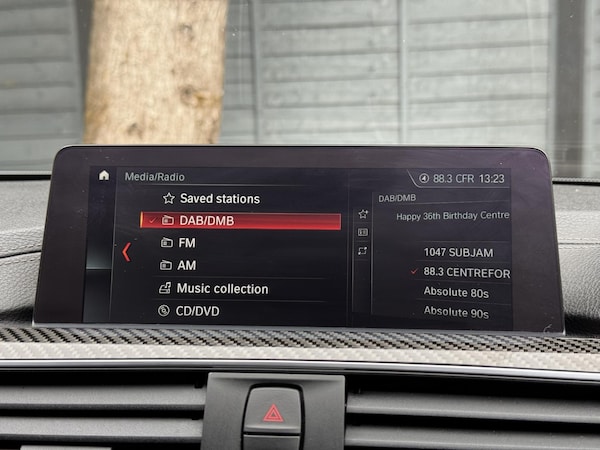 Media/Radio
88.3 CFR 13:23
Saved stations
DAB/DMB
FM
AM
Music collection
CD/DVD
DAB/DMB
Happy 36th Birthday Centre
1047 SUBJAM
88.3 CENTREFOR
Absolute 80s
Absolute 90s